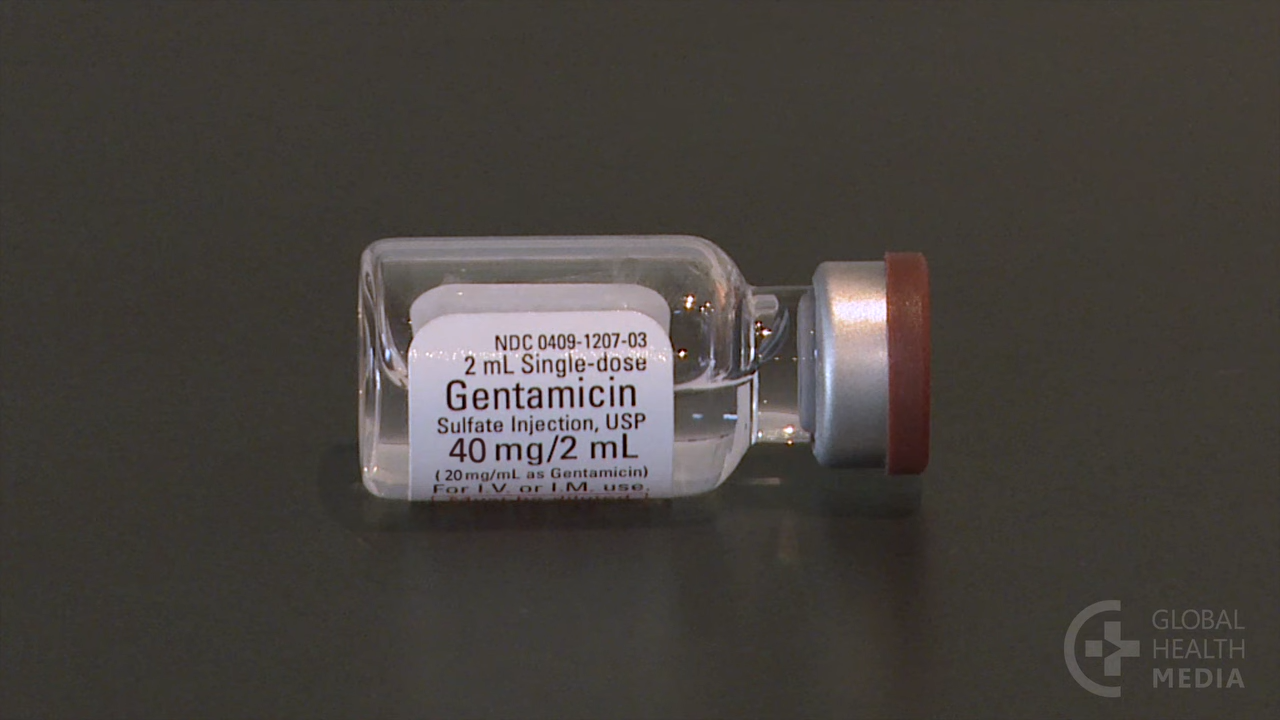 NDC 0409-1207-03
2 mL Single-dose
Gentamicin
Sulfate Injection, USP
40 mg/2 mL
(20 mg/mL as Gentamicin)
For I.V. or I.M. use.
GLOBAL
HEALTH
MEDIA